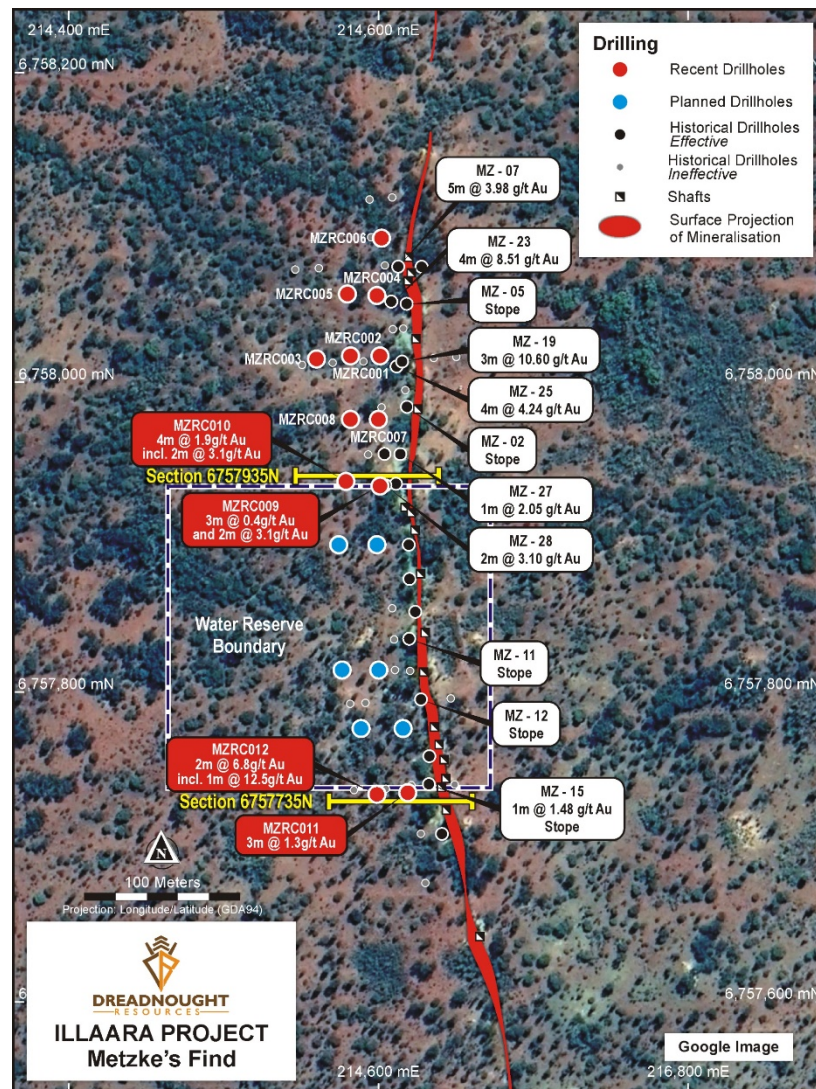 214,400 mE
214,600 mE
6,758,200 mN
Drilling
Recent Drillholes
Planned Drillholes
Historical Drillholes
Effective
Historical Drillholes
Ineffective
Shafts
Surface Projection
of Mineralisation
MZ - 07
5m @ 3.98 g/t Au
MZRC006
MZ - 23
4m @ 8.51 g/t Au
MZRC004
MZRC005
MZ - 05
Stope
MZRC002
MZRC003
MZRC001
MZ - 19
3m @ 10.60 g/t Au
6,758,000 mN
6,758,000 mN
MZ - 25
4m @ 4.24 g/t Au
MZRC010
4m @ 1.9g/t Au
incl. 2m @ 3.1g/t Au
MZRC008
MZRC007
MZ - 02
Stope
Section 6757935N
MZ - 27
1m @ 2.05 g/t Au
MZRC009
3m @ 0.4g/t Au
and 2m @ 3.1g/t Au
MZ - 28
2m @ 3.10 g/t Au
Water Reserve
Boundary
MZ - 11
Stope
6,757,800 mN
6,757,800 mN
MZ - 12
Stope
MZRC012
2m @ 6.8g/t Au
incl. 1m @ 12.5g/t Au
Section 6757735N
MZ - 15
1m @ 1.48 g/t Au
Stope
MZRC011
3m @ 1.3g/t Au
N
100 Meters
Projection: Longitude/Latitude (GDA94)
DREADNOUGHT
RESOURCES
ILLAARA PROJECT
Metzke's Find
6,757,600 mN
Google Image
214,600 mE
216,800 mE